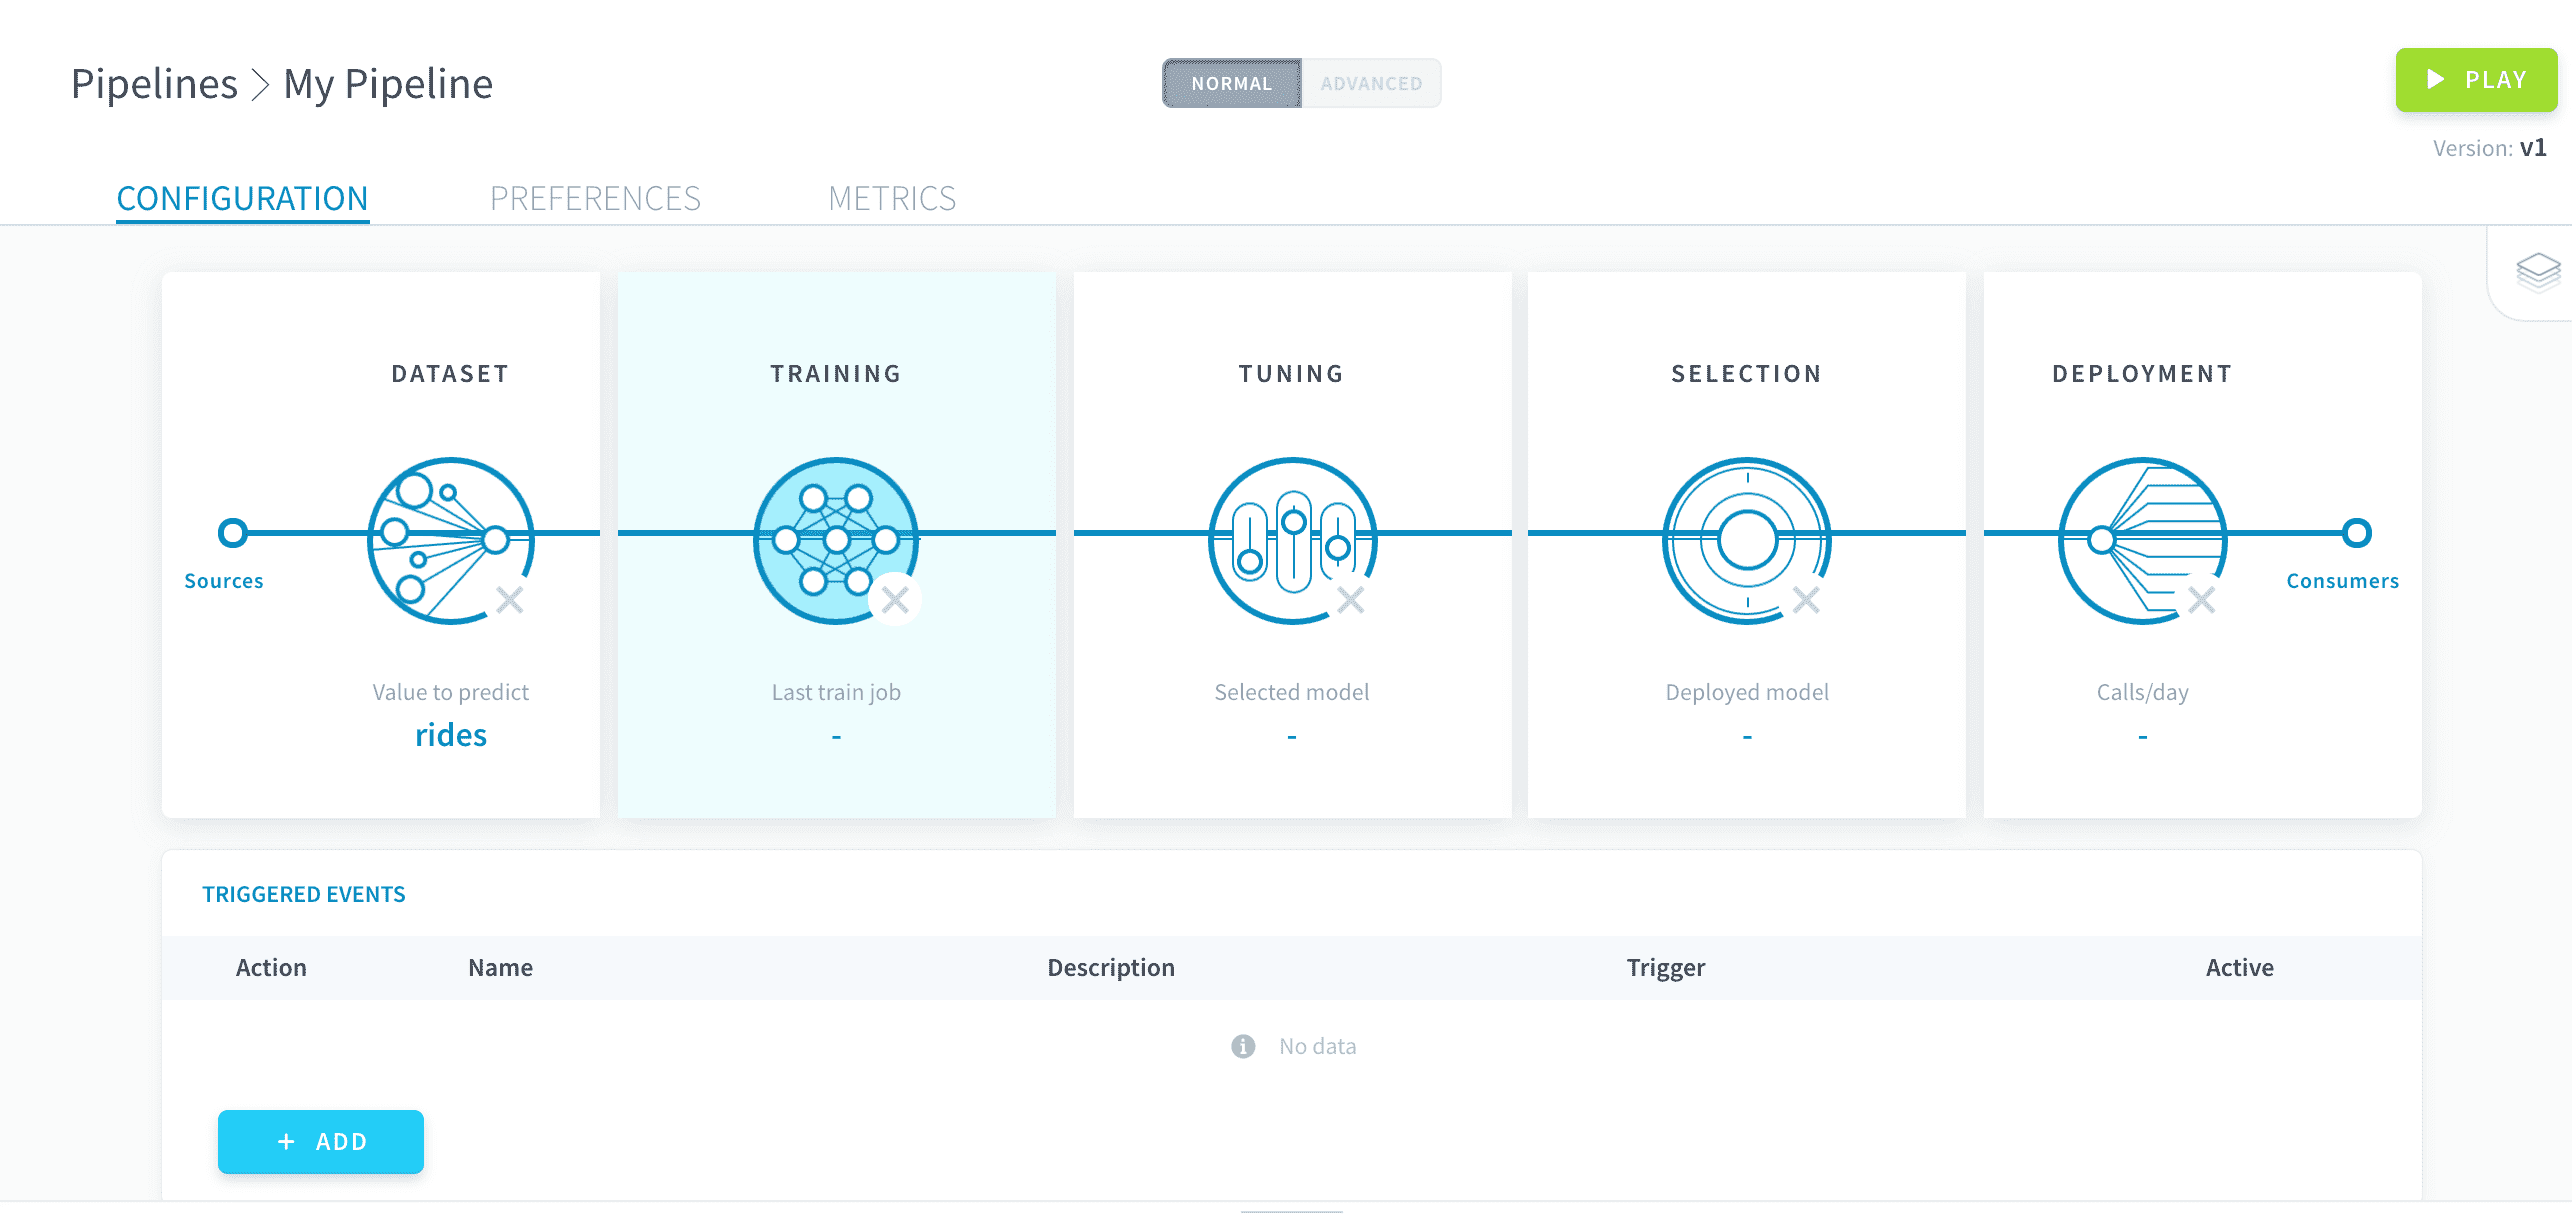 Pipelines > My Pipeline
NORMAL ADVANCED
PLAY
Version: v1
CONFIGURATION PREFERENCES METRICS
DATASET TRAINING TUNING SELECTION DEPLOYMENT
Sources Consumers
Value to predict Last train job Selected model Deployed model Calls/day
rides - - - -
TRIGGERED EVENTS
Action Name Description Trigger Active
No data
+ ADD